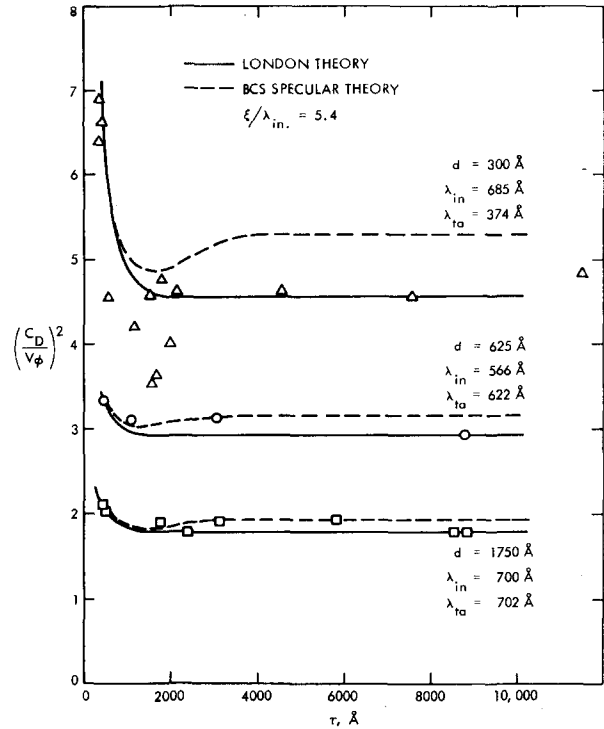 8
7
6
5
4
3
2
1
0
LONDON THEORY
BCS SPECULAR THEORY
ξ/λin. = 5.4
d = 300 Å
λin = 685 Å
λta = 374 Å
d = 625 Å
λin = 566 Å
λta = 622 Å
d = 1750 Å
λin = 700 Å
λta = 702 Å
(C_D/Vϕ)²
0 2000 4000 6000 8000 10,000
τ, Å